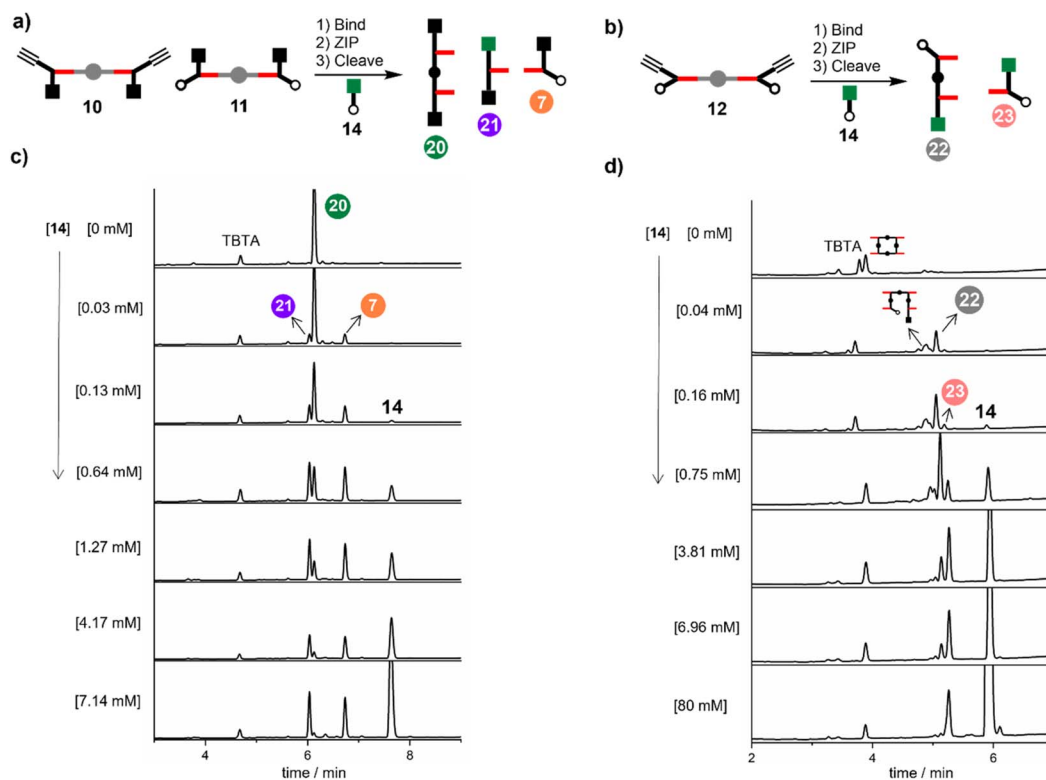 a)
1) Bind
2) ZIP
3) Cleave
10
11
14
20
21
7
b)
1) Bind
2) ZIP
3) Cleave
12
14
22
23
c)
[14] [0 mM]
TBTA
20
[0.03 mM]
21
7
[0.13 mM]
14
[0.64 mM]
[1.27 mM]
[4.17 mM]
[7.14 mM]
4 6 8
time / min
d)
[14] [0 mM]
TBTA
[0.04 mM]
22
[0.16 mM]
23
14
[0.75 mM]
[3.81 mM]
[6.96 mM]
[80 mM]
2 4 6
time / min